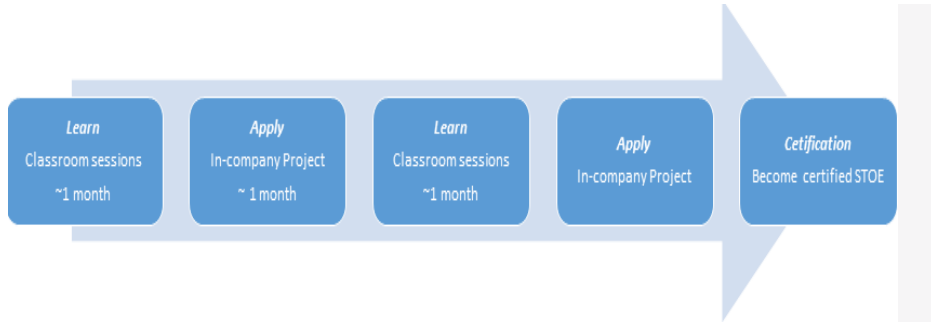 Learn
Classroom sessions
~1 month
Apply
In-company Project
~ 1 month
Learn
Classroom sessions
~1 month
Apply
In-company Project
Cetification
Become certified STOE